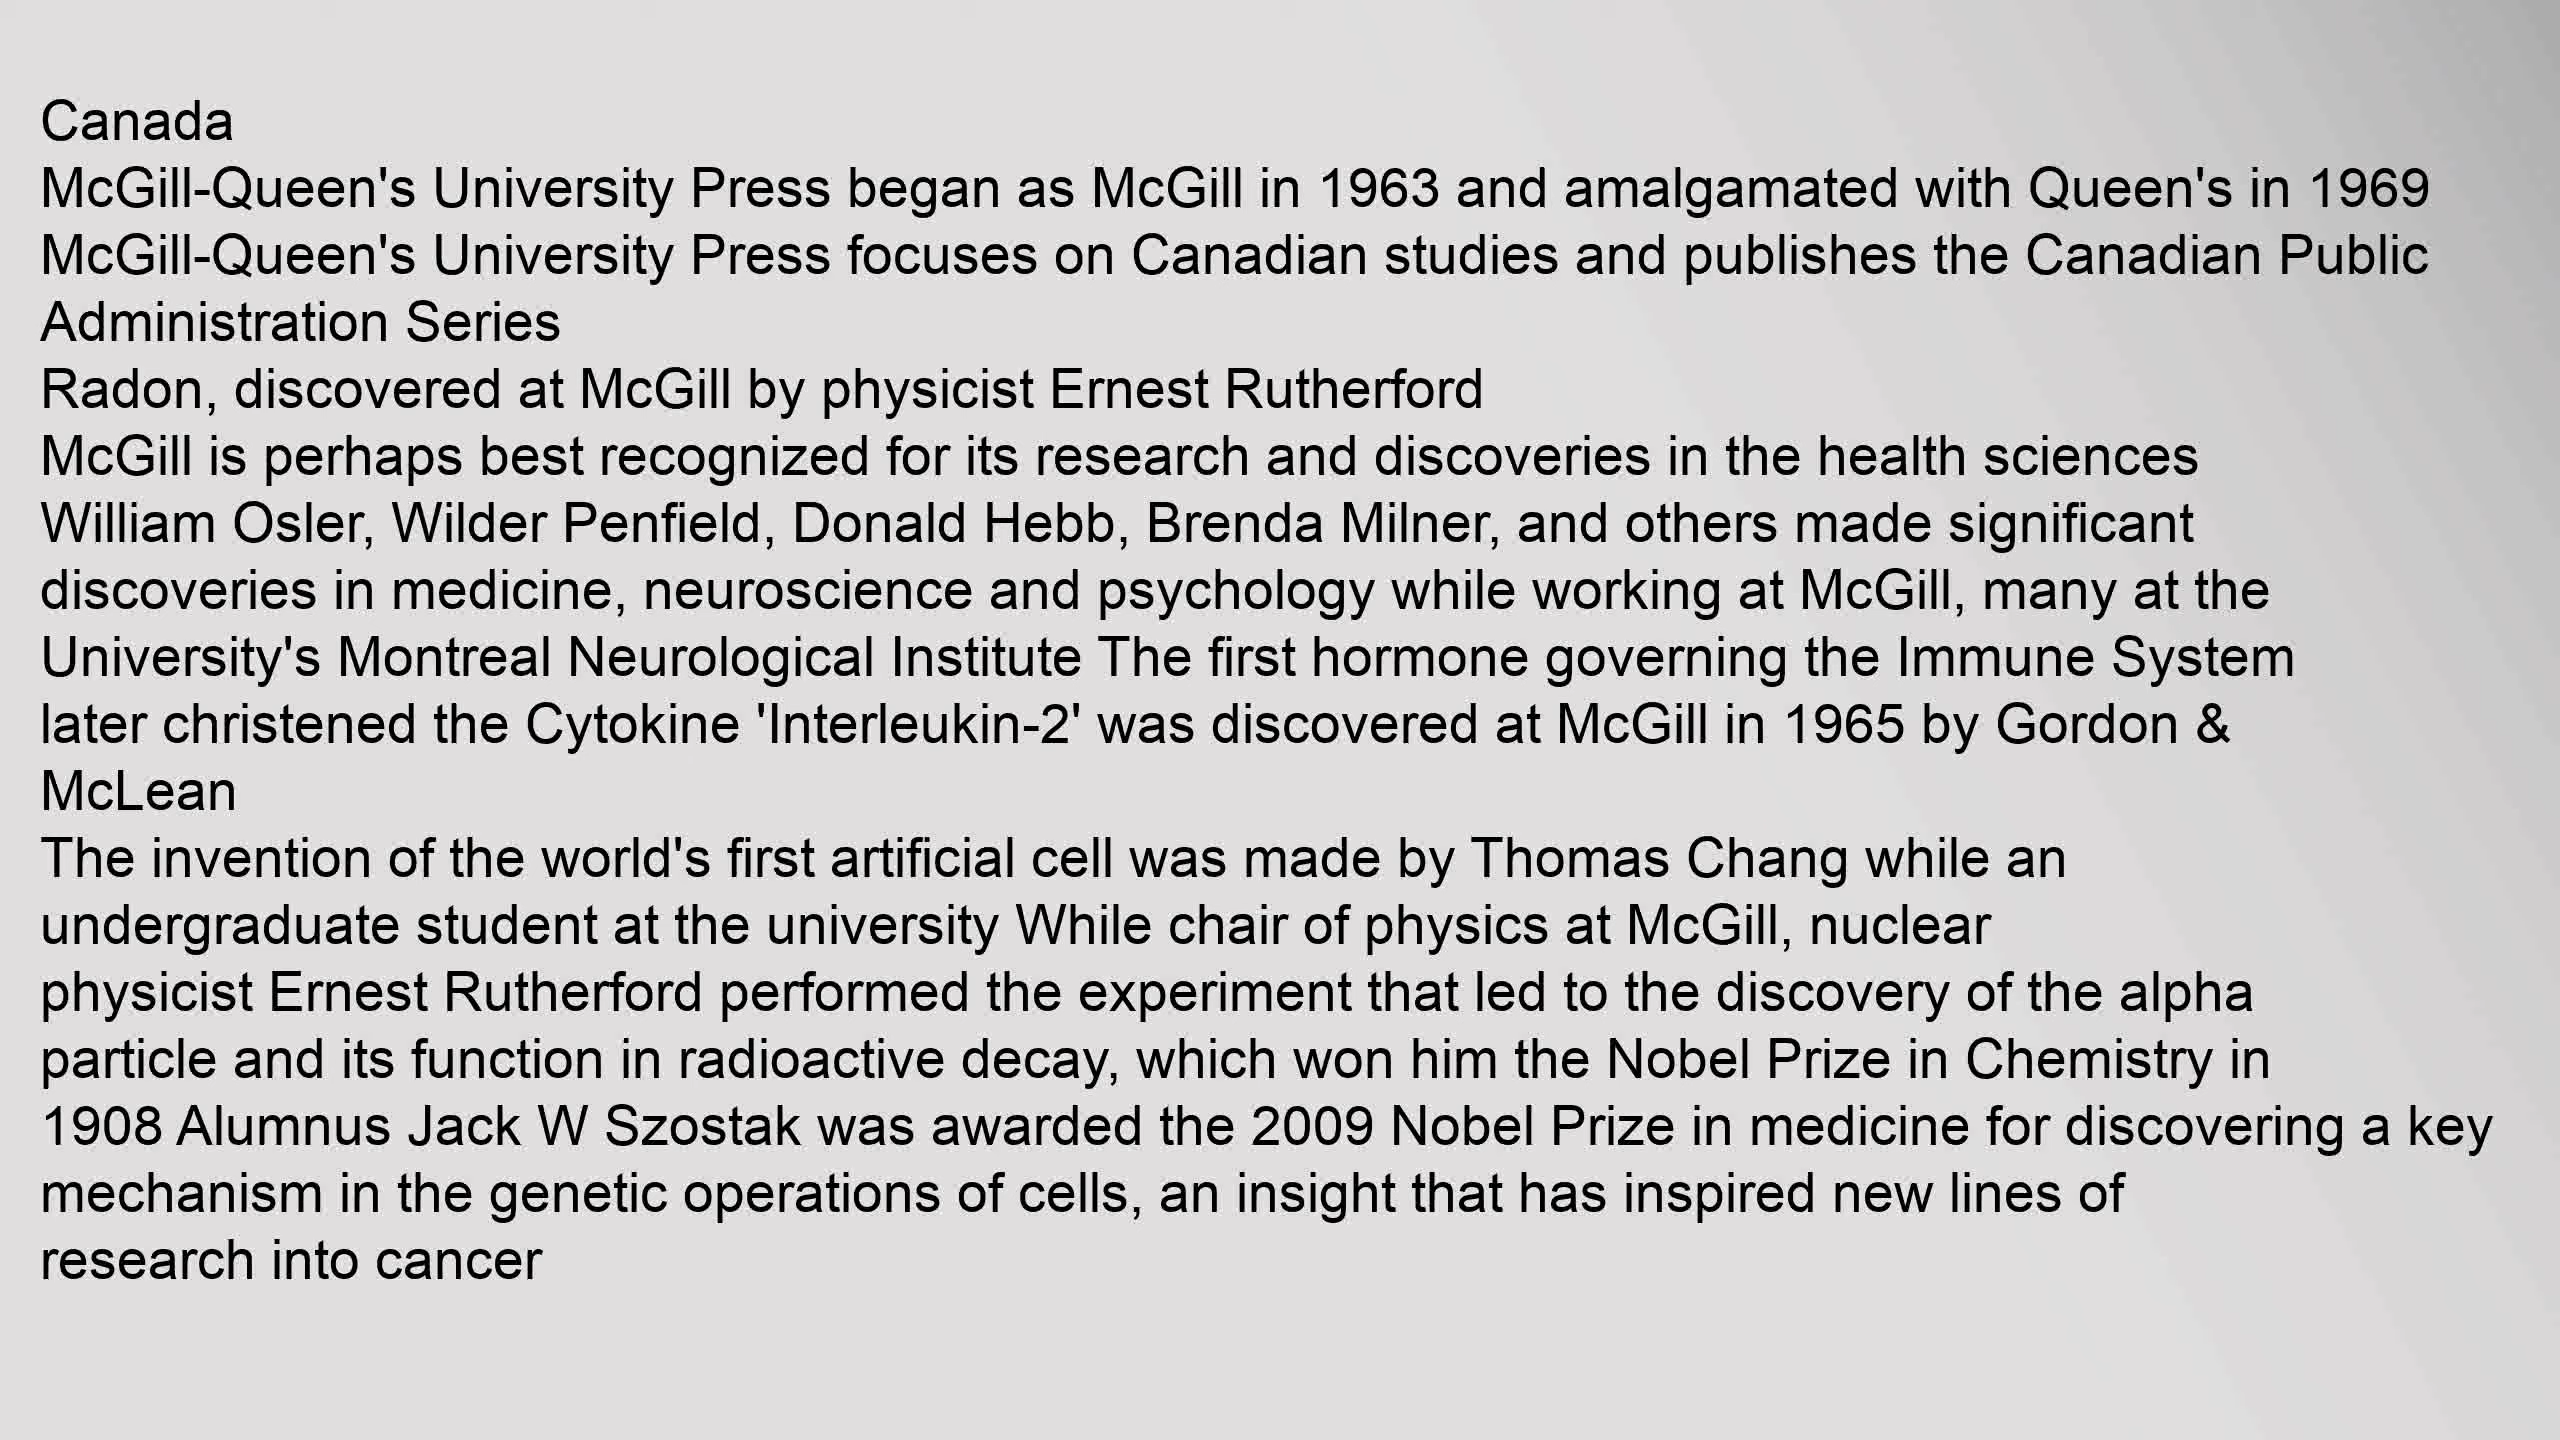 Canada
McGill-Queen's University Press began as McGill in 1963 and amalgamated with Queen's in 1969
McGill-Queen's University Press focuses on Canadian studies and publishes the Canadian Public
Administration Series
Radon, discovered at McGill by physicist Ernest Rutherford
McGill is perhaps best recognized for its research and discoveries in the health sciences
William Osler, Wilder Penfield, Donald Hebb, Brenda Milner, and others made significant
discoveries in medicine, neuroscience and psychology while working at McGill, many at the
University's Montreal Neurological Institute The first hormone governing the Immune System
later christened the Cytokine 'Interleukin-2' was discovered at McGill in 1965 by Gordon &
McLean
The invention of the world's first artificial cell was made by Thomas Chang while an
undergraduate student at the university While chair of physics at McGill, nuclear
physicist Ernest Rutherford performed the experiment that led to the discovery of the alpha
particle and its function in radioactive decay, which won him the Nobel Prize in Chemistry in
1908 Alumnus Jack W Szostak was awarded the 2009 Nobel Prize in medicine for discovering a key
mechanism in the genetic operations of cells, an insight that has inspired new lines of
research into cancer